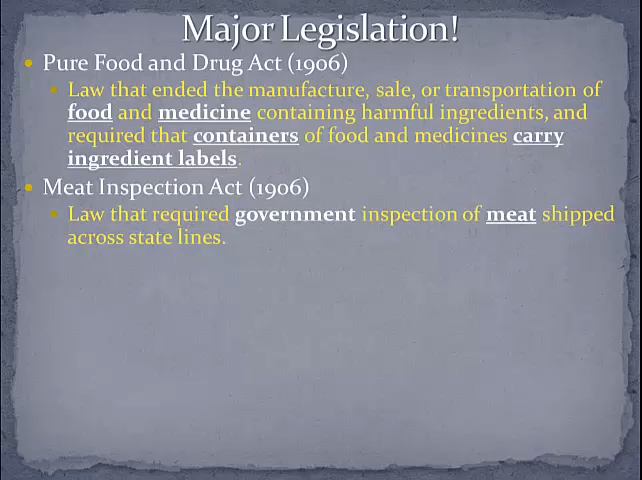 Major Legislation!
Pure Food and Drug Act (1906)
Law that ended the manufacture, sale, or transportation of
food and medicine containing harmful ingredients, and
required that containers of food and medicines carry
ingredient labels.
Meat Inspection Act (1906)
Law that required government inspection of meat shipped
across state lines.